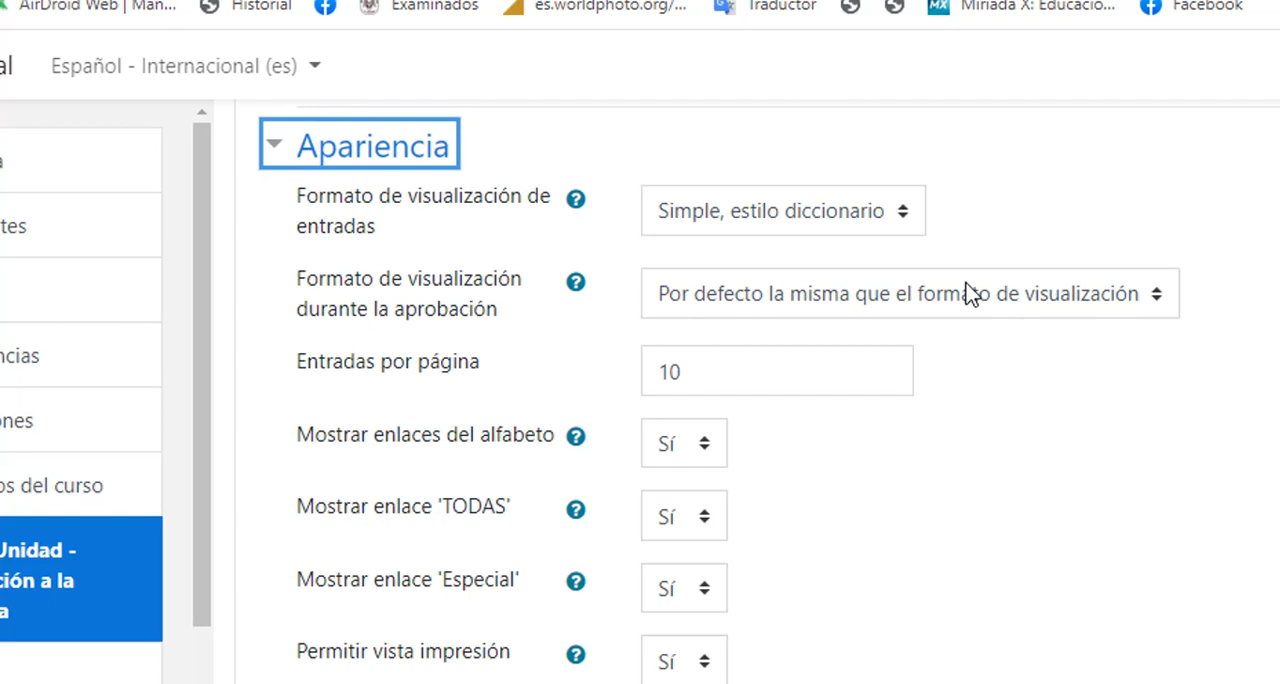 AirDroid Web | Man... Historial Examinados es.worldphoto.org/... Traductor MX Miríada X: Educacio... Facebook
al Español - Internacional (es)
a
tes
ncias
ones
os del curso
Unidad -
ción a la
a
Apariencia
Formato de visualización de
entradas
? Simple, estilo diccionario
Formato de visualización
durante la aprobación
? Por defecto la misma que el formato de visualización
Entradas por página 10
Mostrar enlaces del alfabeto ? Sí
Mostrar enlace 'TODAS' ? Sí
Mostrar enlace 'Especial' ? Sí
Permitir vista impresión ? Sí